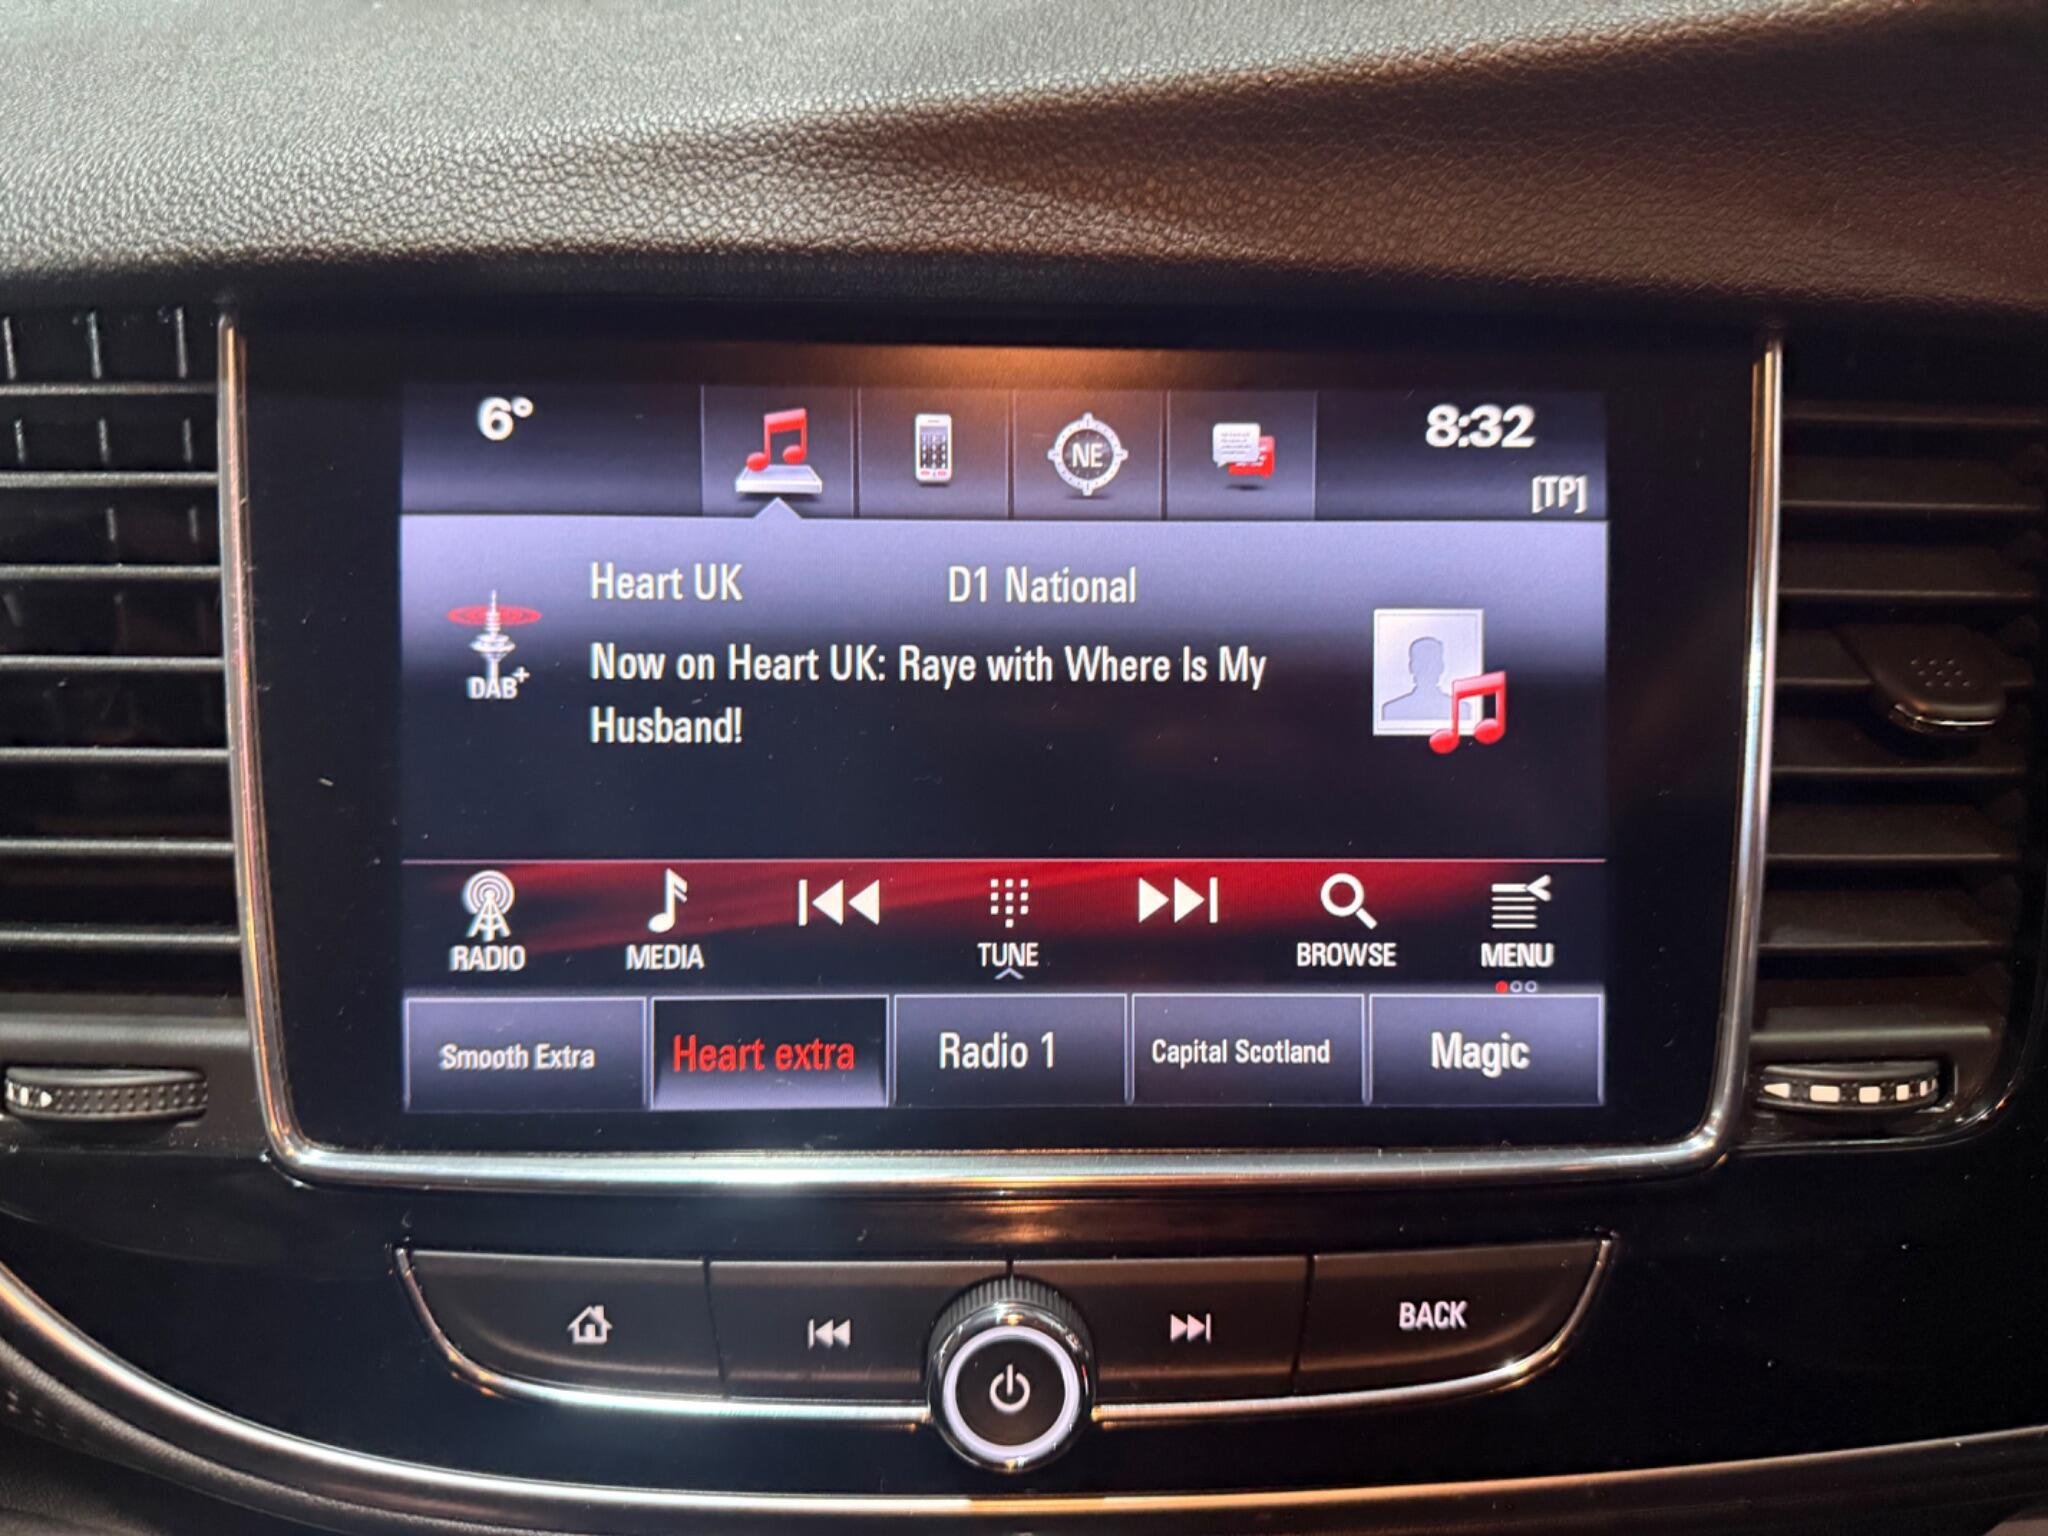 6°
NE
8:32
[TP]
Heart UK
D1 National
DAB+
Now on Heart UK: Raye with Where Is My
Husband!
RADIO
MEDIA
TUNE
BROWSE
MENU
Smooth Extra
Heart extra
Radio 1
Capital Scotland
Magic
BACK